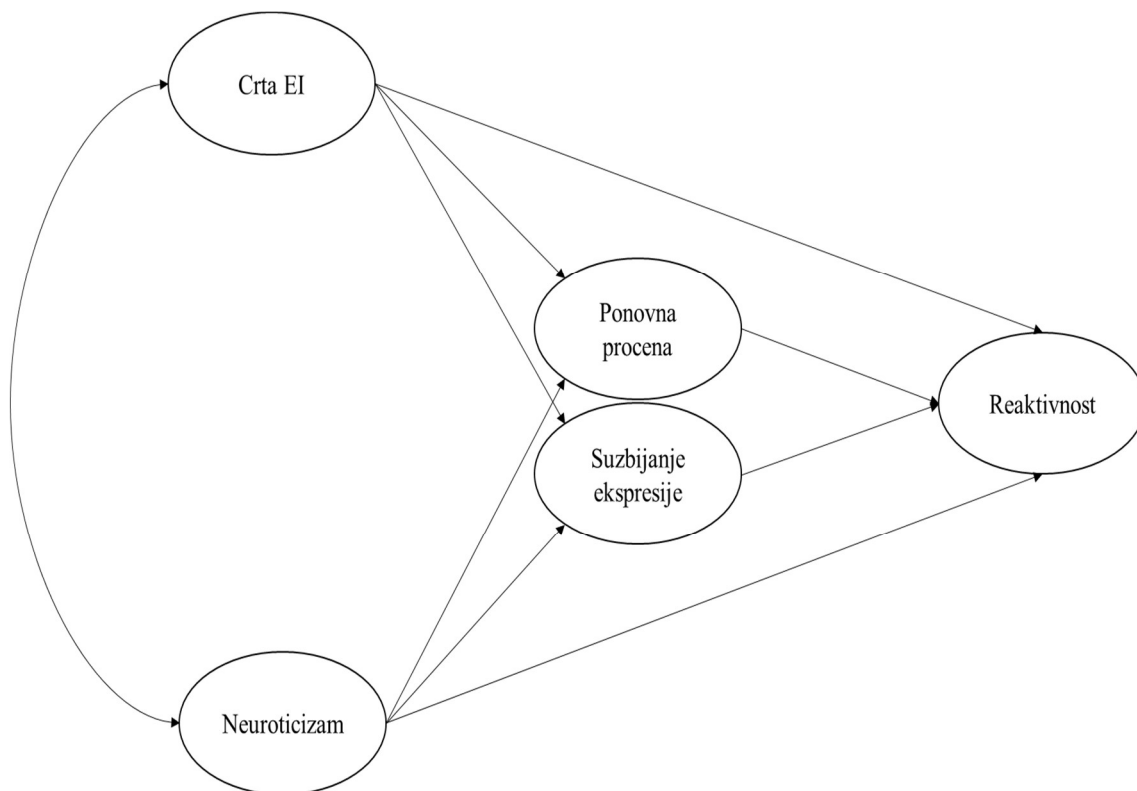 Crta EI
Ponovna
procena
Reaktivnost
Suzbijanje
ekspresije
Neuroticizam